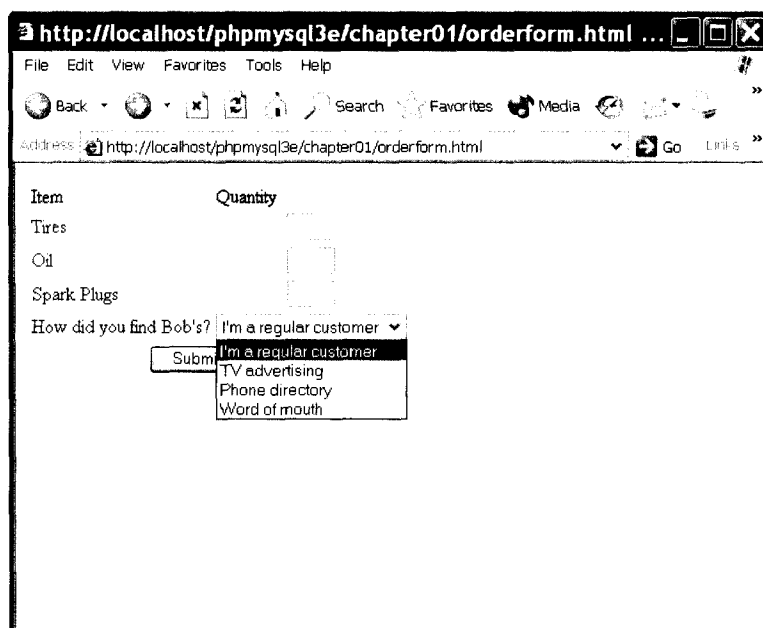 http://localhost/phpmysql3e/chapter01/orderform.html ...
File Edit View Favorites Tools Help
Back Search Favorites Media »
Address http://localhost/phpmysql3e/chapter01/orderform.html Go Links »
Item Quantity
Tires
Oil
Spark Plugs
How did you find Bob's? I'm a regular customer
Submi
I'm a regular customer
TV advertising
Phone directory
Word of mouth